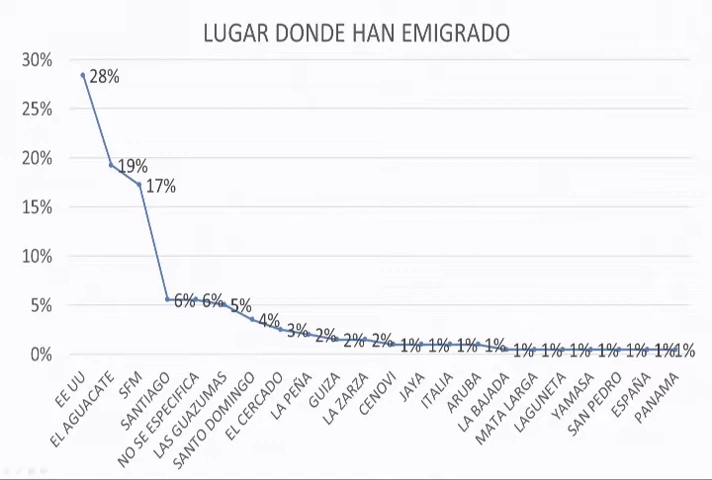 LUGAR DONDE HAN EMIGRADO
30%
25%
20%
15%
10%
5%
0%
28%
19%
17%
6%
6%
5%
4%
3%
2%
2%
2%
1%
1%
1%
1%
1%
1%
1%
1%
1%
1%
1%
EE UU
EL AGUACATE
SFM
SANTIAGO
NO SE ESPECIFICA
LAS GUAZUMAS
SANTO DOMINGO
EL CERCADO
LA PEÑA
GUIZA
LA ZARZA
CENOVI
JAYA
ITALIA
ARUBA
LA BAJADA
MATA LARGA
LAGUNETA
YAMASA
SAN PEDRO
ESPAÑA
PANAMA